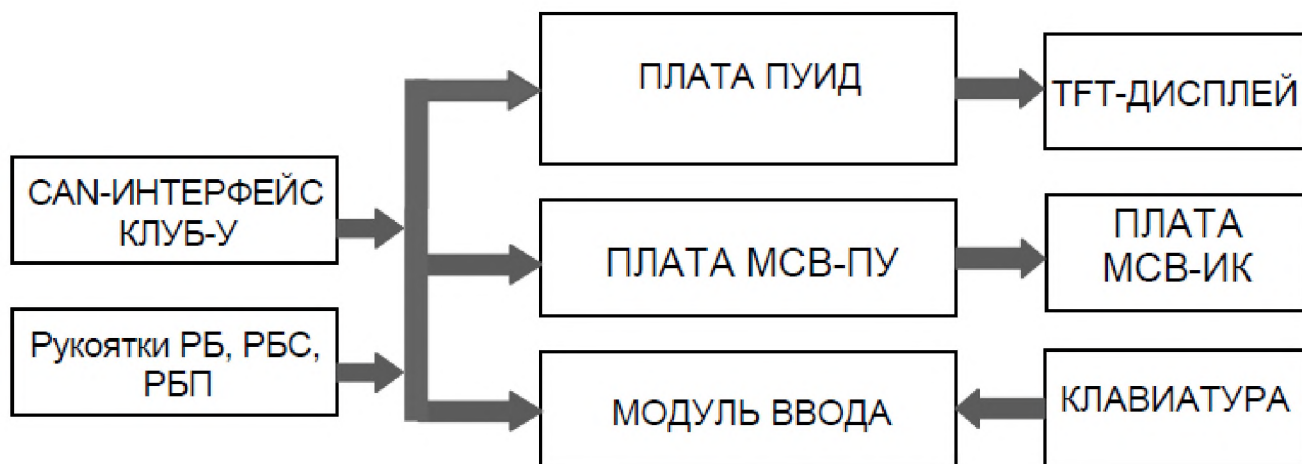 ПЛАТА ПУИД
TFT-ДИСПЛЕЙ
CAN-ИНТЕРФЕЙС
КЛУБ-У
ПЛАТА МСВ-ПУ
ПЛАТА
МСВ-ИК
Рукоятки РБ, РБС,
РБП
МОДУЛЬ ВВОДА
КЛАВИАТУРА